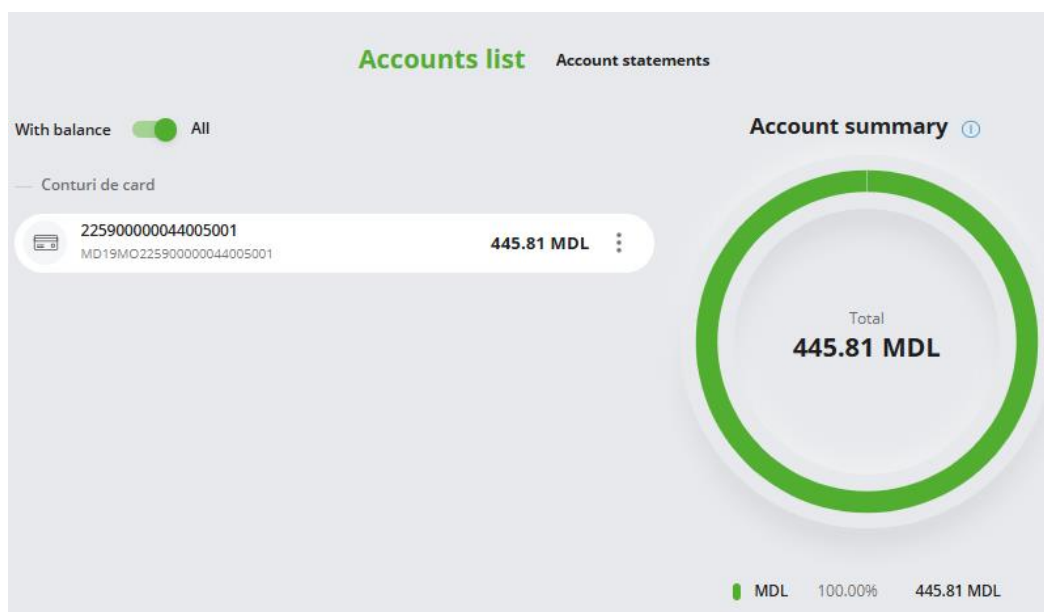 Accounts list Account statements
With balance All
Conturi de card
225900000044005001
MD19MO225900000044005001
445.81 MDL
Account summary
Total
445.81 MDL
MDL 100.00% 445.81 MDL